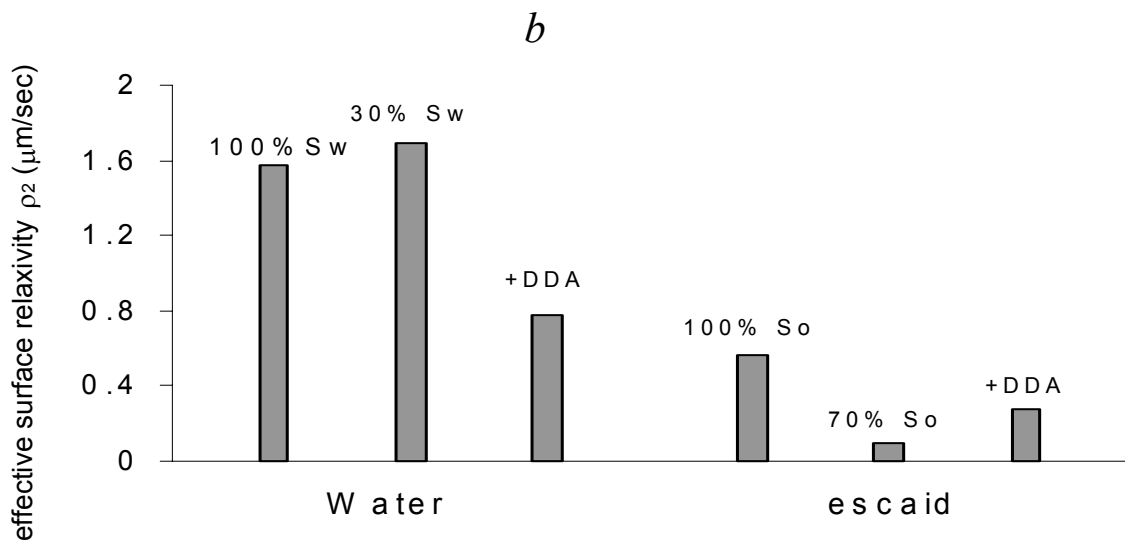 b
effective surface relaxivity ρ2 (μm/sec)
2
1.6
1.2
0.8
0.4
0
100% Sw
30% Sw
+DDA
100% So
70% So
+DDA
Water
escaid